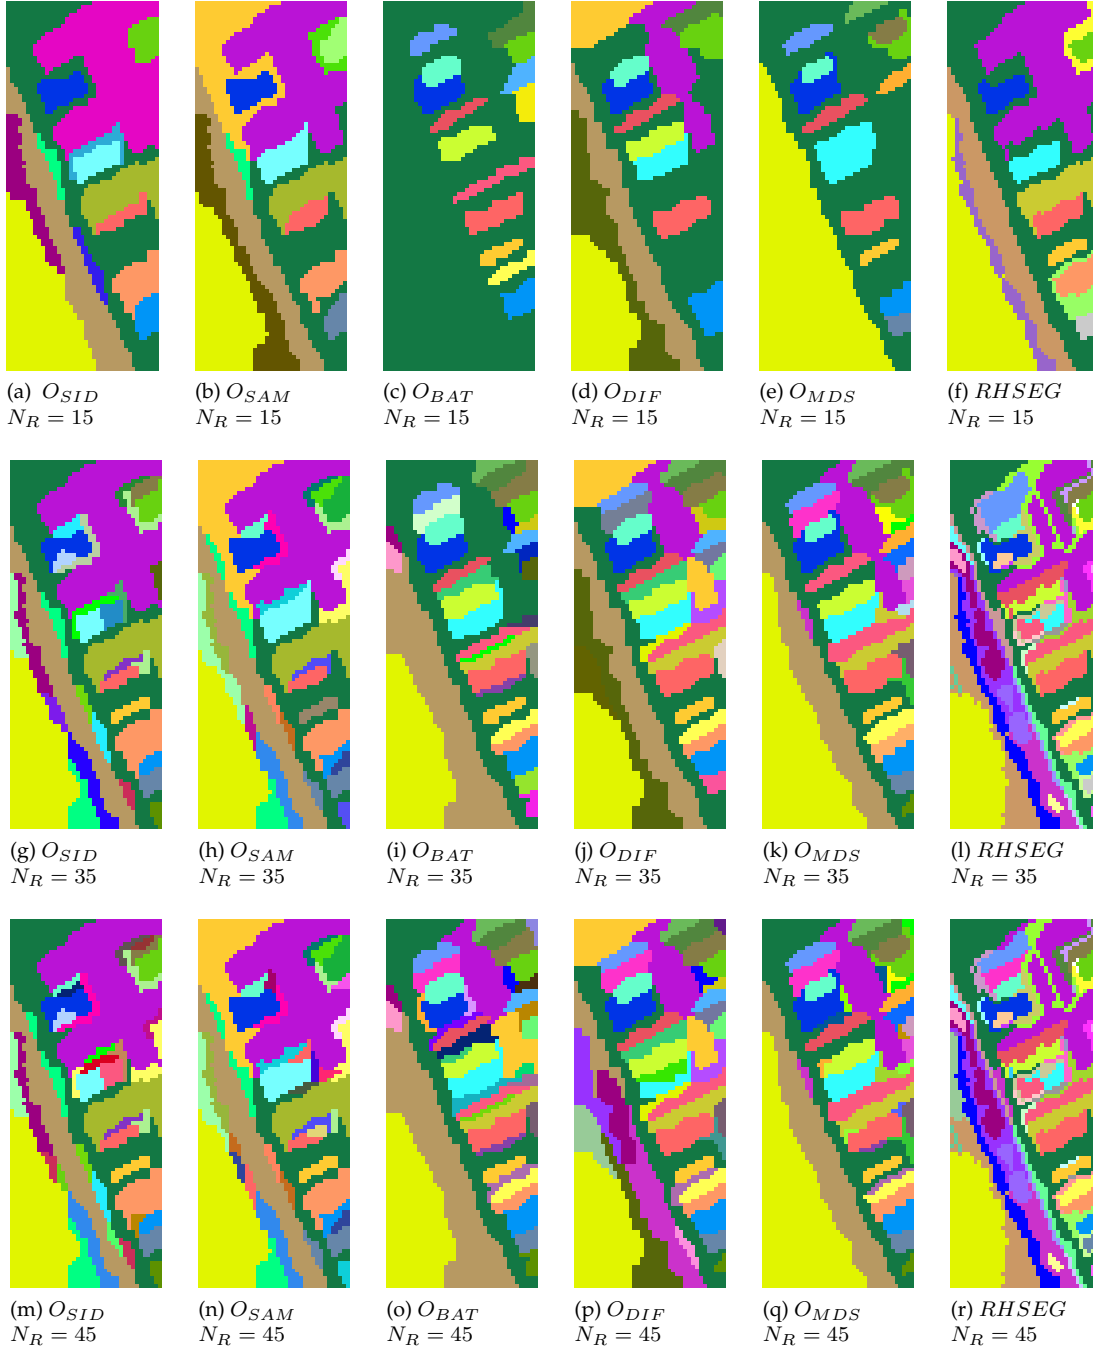 (a) O_SID
N_R = 15
(b) O_SAM
N_R = 15
(c) O_BAT
N_R = 15
(d) O_DIF
N_R = 15
(e) O_MDS
N_R = 15
(f) RHSEG
N_R = 15
(g) O_SID
N_R = 35
(h) O_SAM
N_R = 35
(i) O_BAT
N_R = 35
(j) O_DIF
N_R = 35
(k) O_MDS
N_R = 35
(l) RHSEG
N_R = 35
(m) O_SID
N_R = 45
(n) O_SAM
N_R = 45
(o) O_BAT
N_R = 45
(p) O_DIF
N_R = 45
(q) O_MDS
N_R = 45
(r) RHSEG
N_R = 45